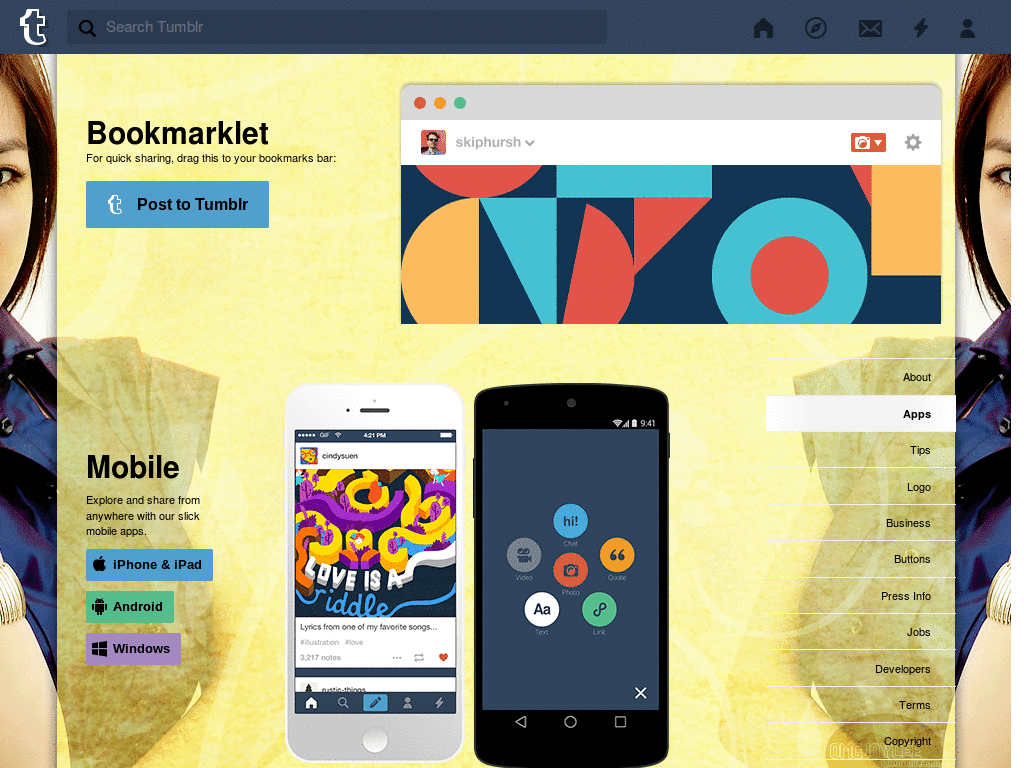 Search Tumblr
Bookmarklet
For quick sharing, drag this to your bookmarks bar:
Post to Tumblr
skiphursh
Mobile
Explore and share from
anywhere with our slick
mobile apps.
iPhone & iPad
Android
Windows
GIF
4:21 PM
cindysuen
LOVE IS A
riddle
Lyrics from one of my favorite songs...
#illustration #love
3,217 notes
rustic-things
9:41
hi!
Chat
Video
Photo
Quote
Aa
Text
Link
About
Apps
Tips
Logo
Business
Buttons
Press Info
Jobs
Developers
Terms
Copyright